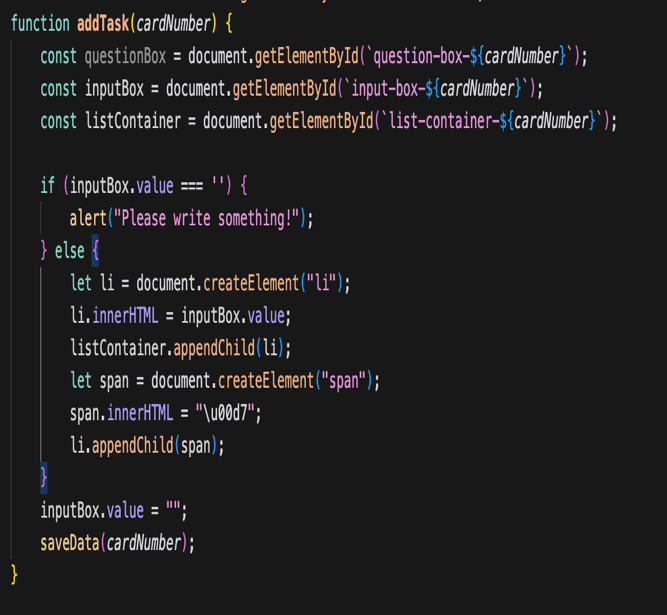 function addTask(cardNumber) {
    const questionBox = document.getElementById(`question-box-${cardNumber}`);
    const inputBox = document.getElementById(`input-box-${cardNumber}`);
    const listContainer = document.getElementById(`list-container-${cardNumber}`);

    if (inputBox.value === '') {
        alert("Please write something!");
    } else {
        let li = document.createElement("li");
        li.innerHTML = inputBox.value;
        listContainer.appendChild(li);
        let span = document.createElement("span");
        span.innerHTML = "\u00d7";
        li.appendChild(span);
    }
    inputBox.value = "";
    saveData(cardNumber);
}